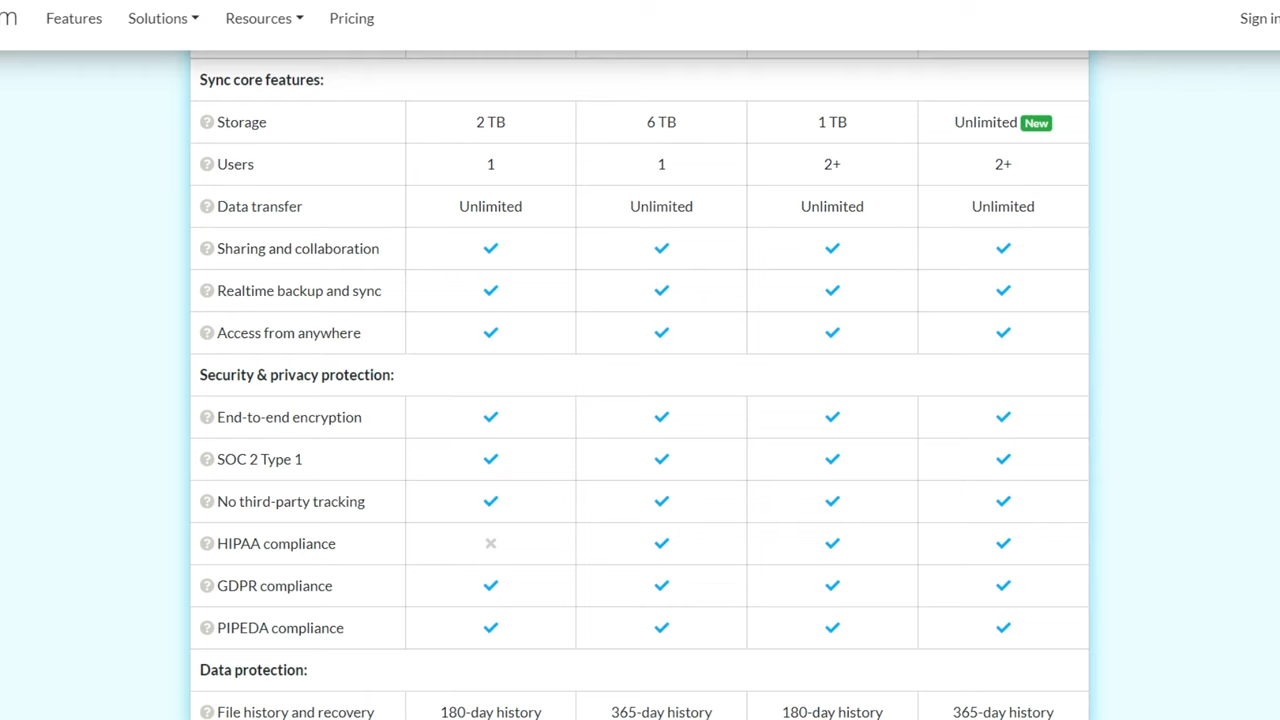 m Features Solutions Resources Pricing Sign in
Sync core features:
Storage 2 TB 6 TB 1 TB Unlimited New
Users 1 1 2+ 2+
Data transfer Unlimited Unlimited Unlimited Unlimited
Sharing and collaboration
Realtime backup and sync
Access from anywhere
Security & privacy protection:
End-to-end encryption
SOC 2 Type 1
No third-party tracking
HIPAA compliance
GDPR compliance
PIPEDA compliance
Data protection:
File history and recovery 180-day history 365-day history 180-day history 365-day history